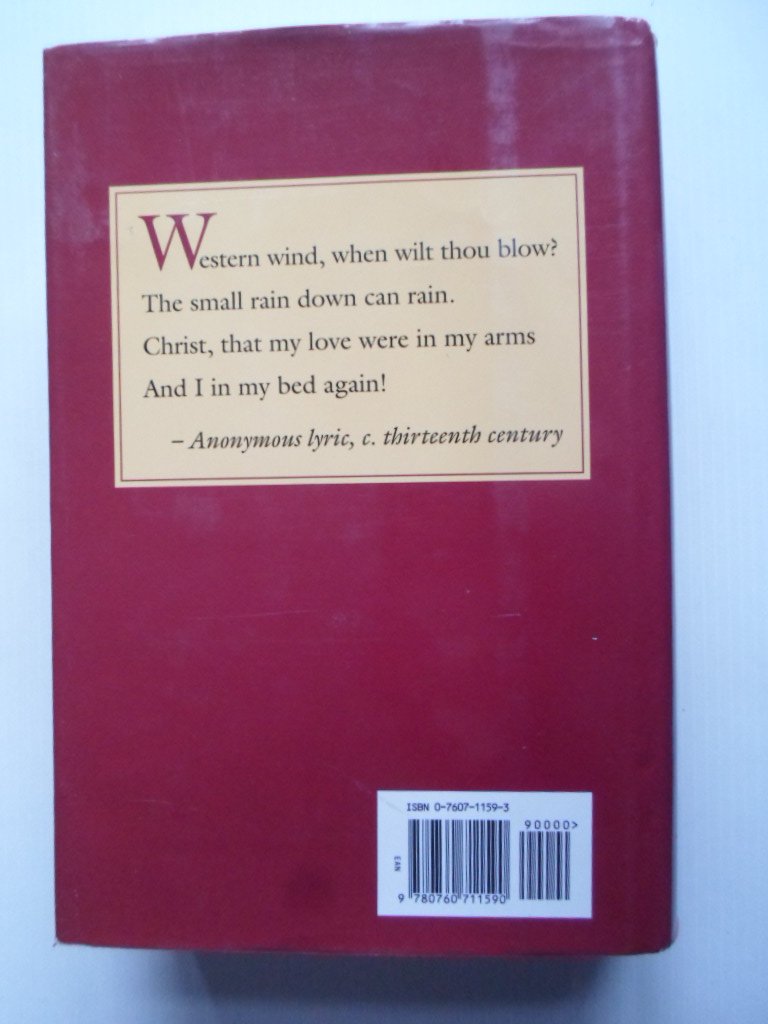 Western wind, when wilt thou blow?
The small rain down can rain.
Christ, that my love were in my arms
And I in my bed again!
– Anonymous lyric, c. thirteenth century
ISBN 0-7607-1159-3
90000>
EAN
9 780760 711590